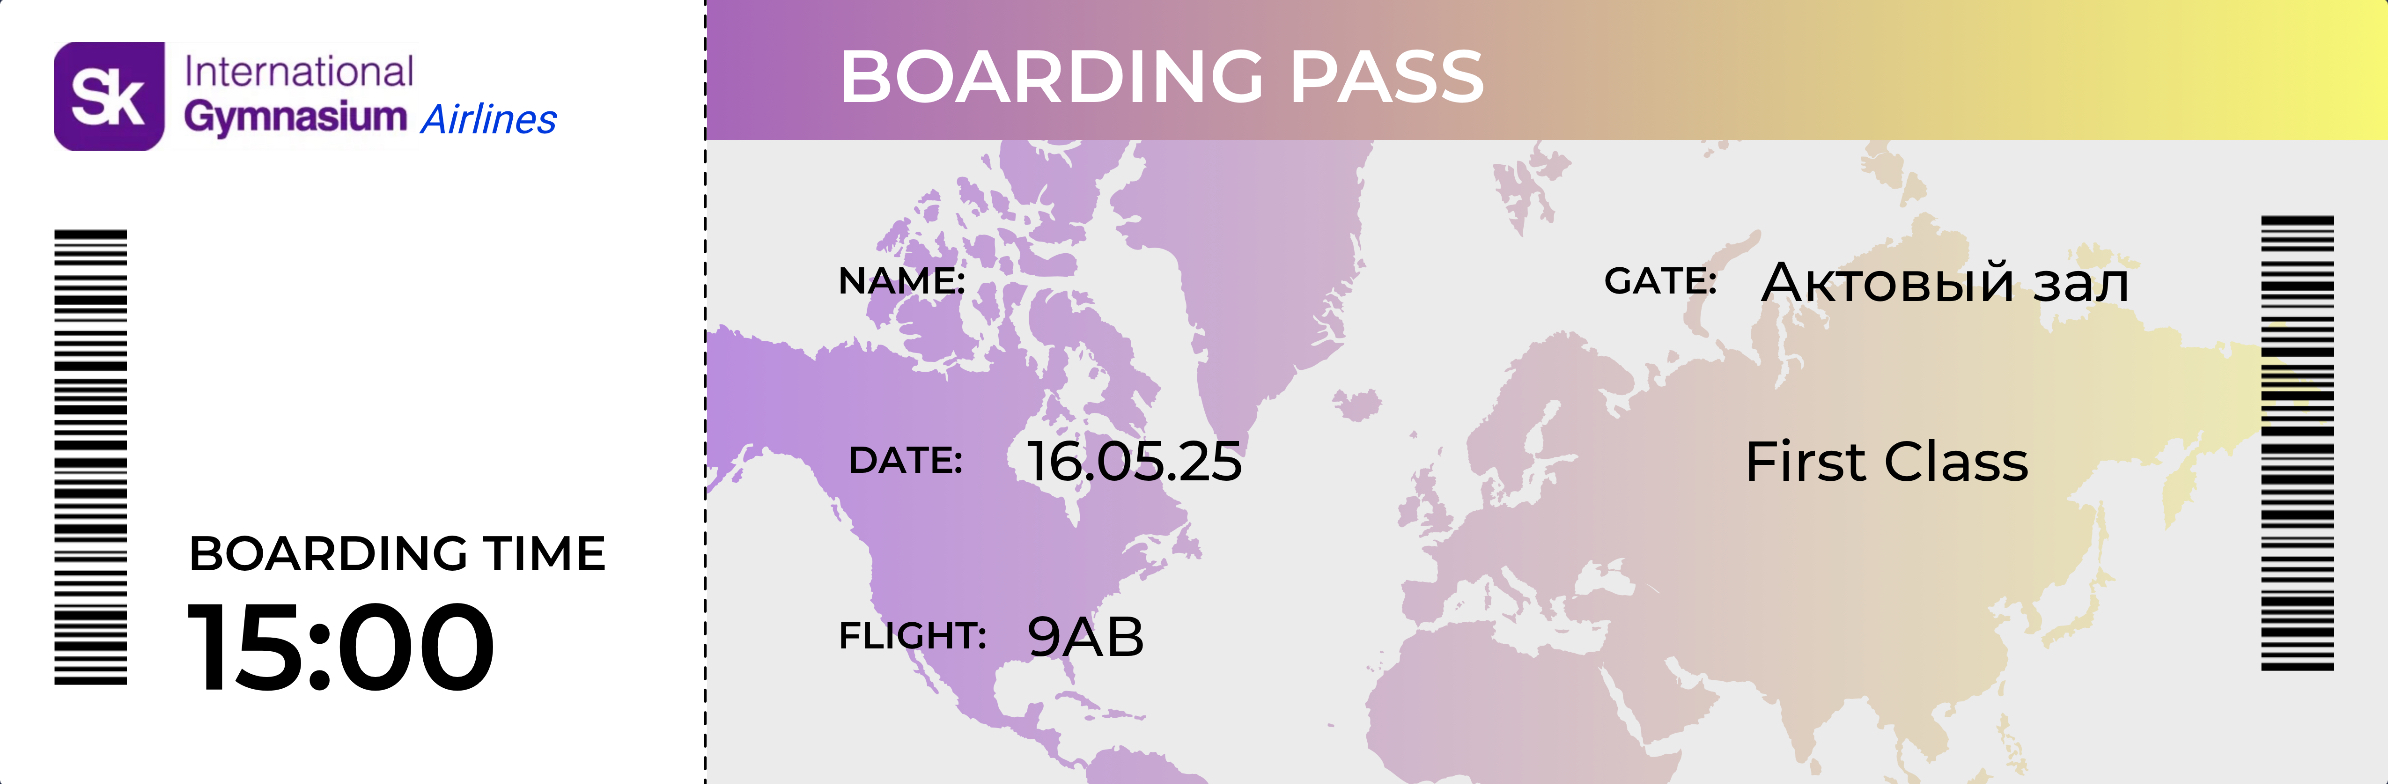 Sk International
Gymnasium Airlines
BOARDING TIME
15:00
BOARDING PASS
NAME:
GATE: Актовый зал
DATE: 16.05.25
First Class
FLIGHT: 9AB